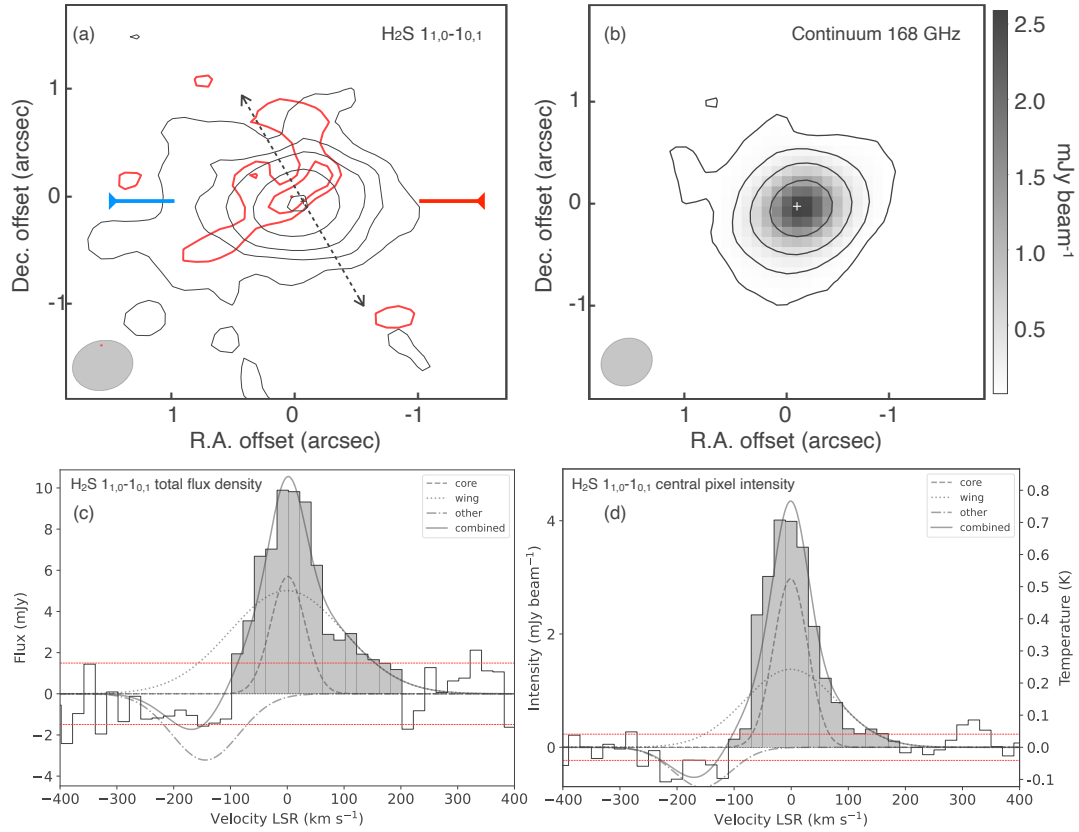 (a) H₂S 1₁,₀-1₀,₁
1
0
-1
Dec. offset (arcsec)
1 0 -1
R.A. offset (arcsec)
(b) Continuum 168 GHz
1
0
-1
Dec. offset (arcsec)
1 0 -1
R.A. offset (arcsec)
2.5
2.0
1.5
1.0
0.5
mJy beam⁻¹
H₂S 1₁,₀-1₀,₁ total flux density
(c)
core
wing
other
combined
10
8
6
4
2
0
−2
−4
Flux (mJy)
−400 −300 −200 −100 0 100 200 300 400
Velocity LSR (km s⁻¹)
H₂S 1₁,₀-1₀,₁ central pixel intensity
(d)
core
wing
other
combined
4
2
0
Intensity (mJy beam⁻¹)
0.8
0.7
0.6
0.5
0.4
0.3
0.2
0.1
0.0
−0.1
Temperature (K)
−400 −300 −200 −100 0 100 200 300 400
Velocity LSR (km s⁻¹)